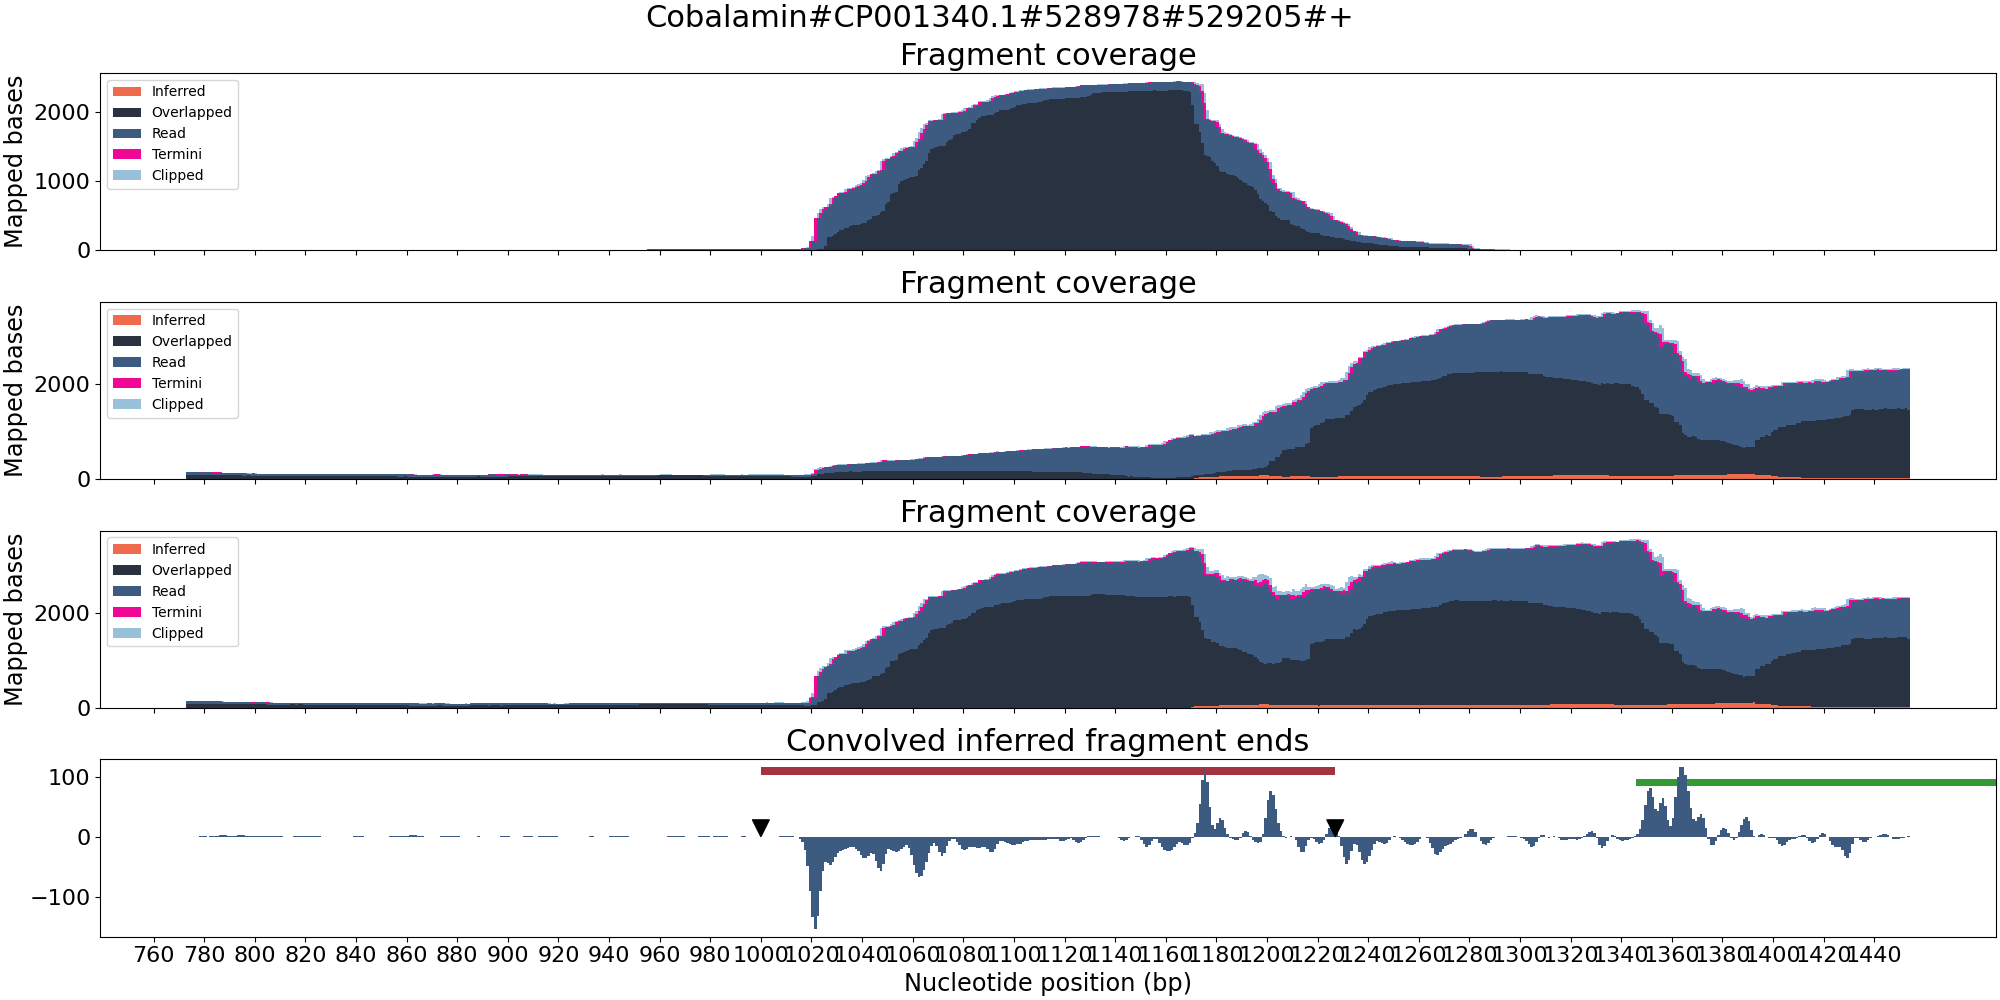 Cobalamin#CP001340.1#528978#529205#+
Fragment coverage
Mapped bases
2000
1000
0
Inferred
Overlapped
Read
Termini
Clipped
Fragment coverage
Mapped bases
2000
0
Inferred
Overlapped
Read
Termini
Clipped
Fragment coverage
Mapped bases
2000
0
Inferred
Overlapped
Read
Termini
Clipped
Convolved inferred fragment ends
100
0
−100
760 780 800 820 840 860 880 900 920 940 960 980 1000 1020 1040 1060 1080 1100 1120 1140 1160 1180 1200 1220 1240 1260 1280 1300 1320 1340 1360 1380 1400 1420 1440
Nucleotide position (bp)